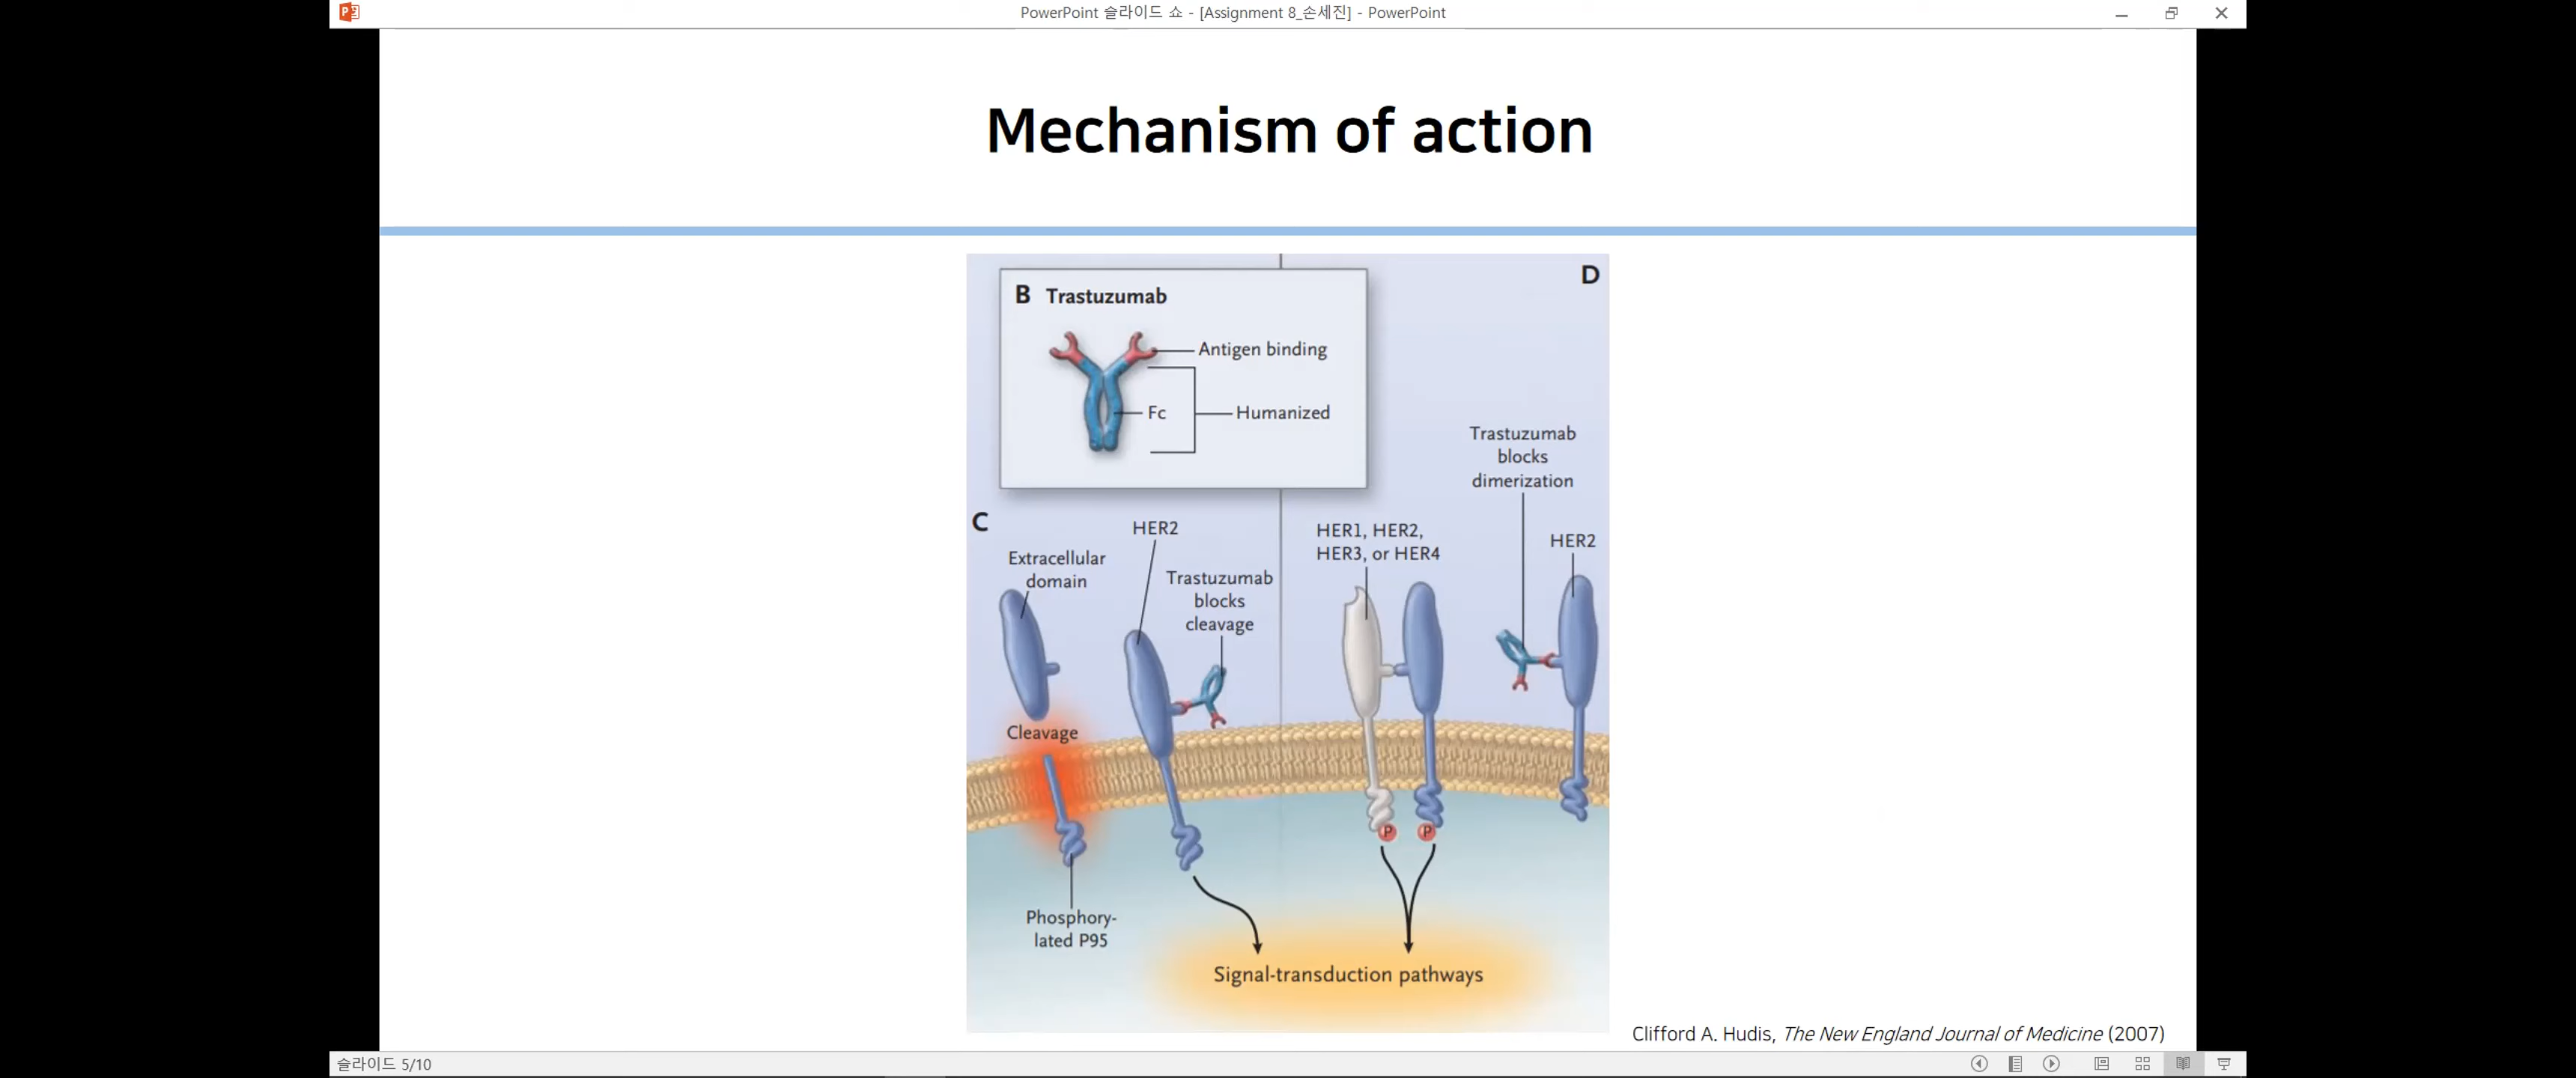 PowerPoint 슬라이드 쇼 - [Assignment 8_손세진] - PowerPoint
Mechanism of action
B Trastuzumab
Antigen binding
Fc
Humanized
D
Trastuzumab
blocks
dimerization
HER2
C
Extracellular
domain
HER2
Trastuzumab
blocks
cleavage
HER1, HER2,
HER3, or HER4
Cleavage
P
P
Phosphory-
lated P95
Signal-transduction pathways
Clifford A. Hudis, The New England Journal of Medicine (2007)
슬라이드 5/10